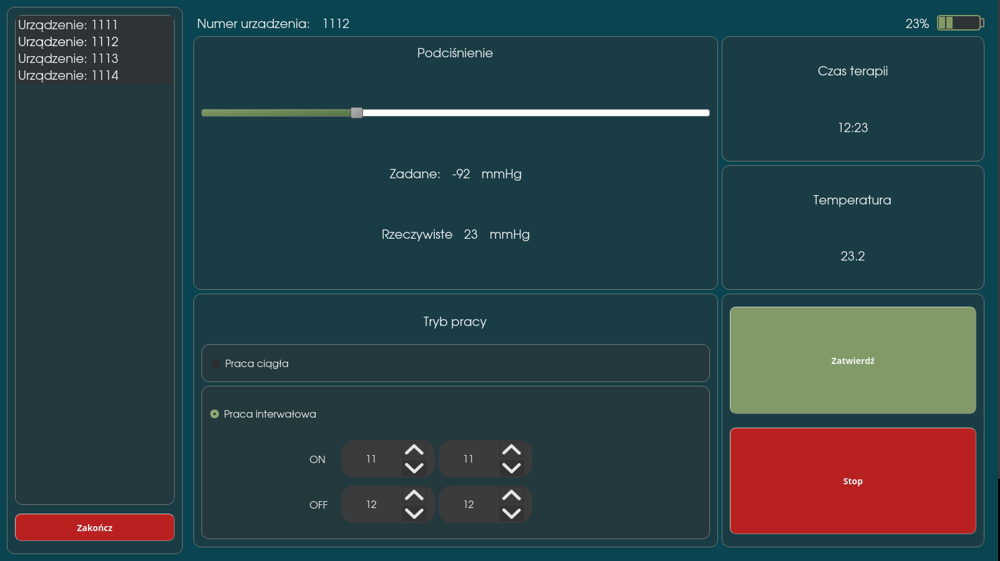 Urządzenie: 1111
Urządzenie: 1112
Urządzenie: 1113
Urządzenie: 1114
Zakończ
Numer urzadzenia: 1112
23%
Podciśnienie
Zadane: -92 mmHg
Rzeczywiste 23 mmHg
Czas terapii
12:23
Temperatura
23.2
Tryb pracy
Praca ciągła
Praca interwałowa
ON 11 11
OFF 12 12
Zatwierdź
Stop